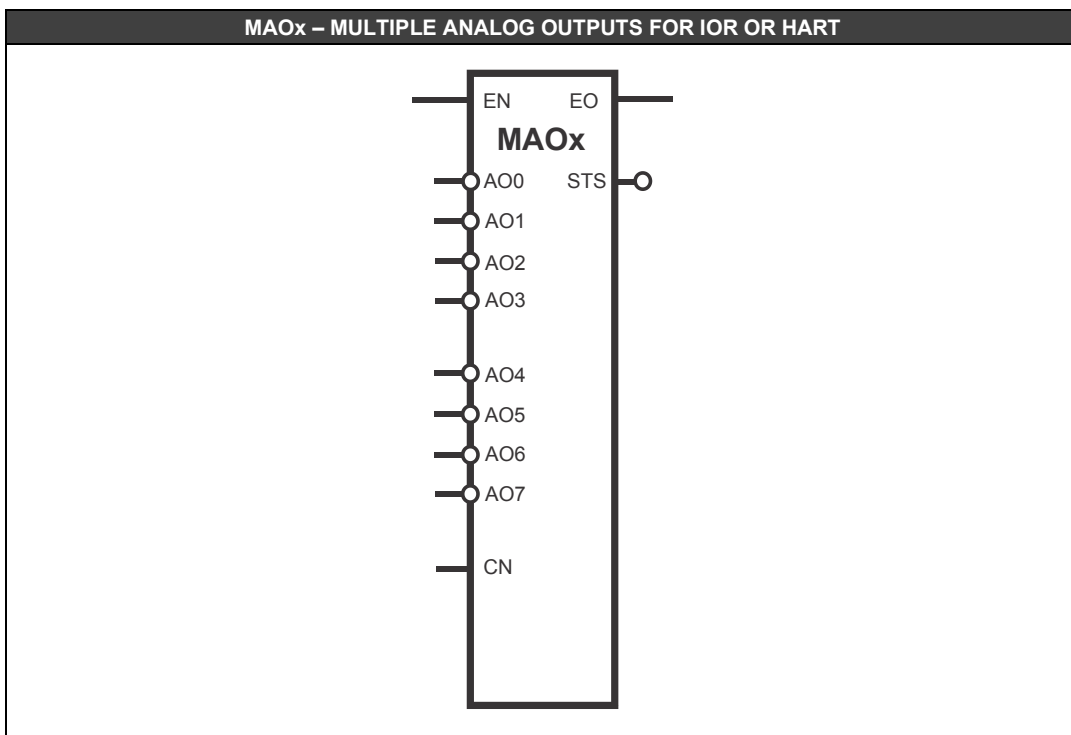 MAOx – MULTIPLE ANALOG OUTPUTS FOR IOR OR HART
EN EO
MAOx
AO0 STS
AO1
AO2
AO3
AO4
AO5
AO6
AO7
CN